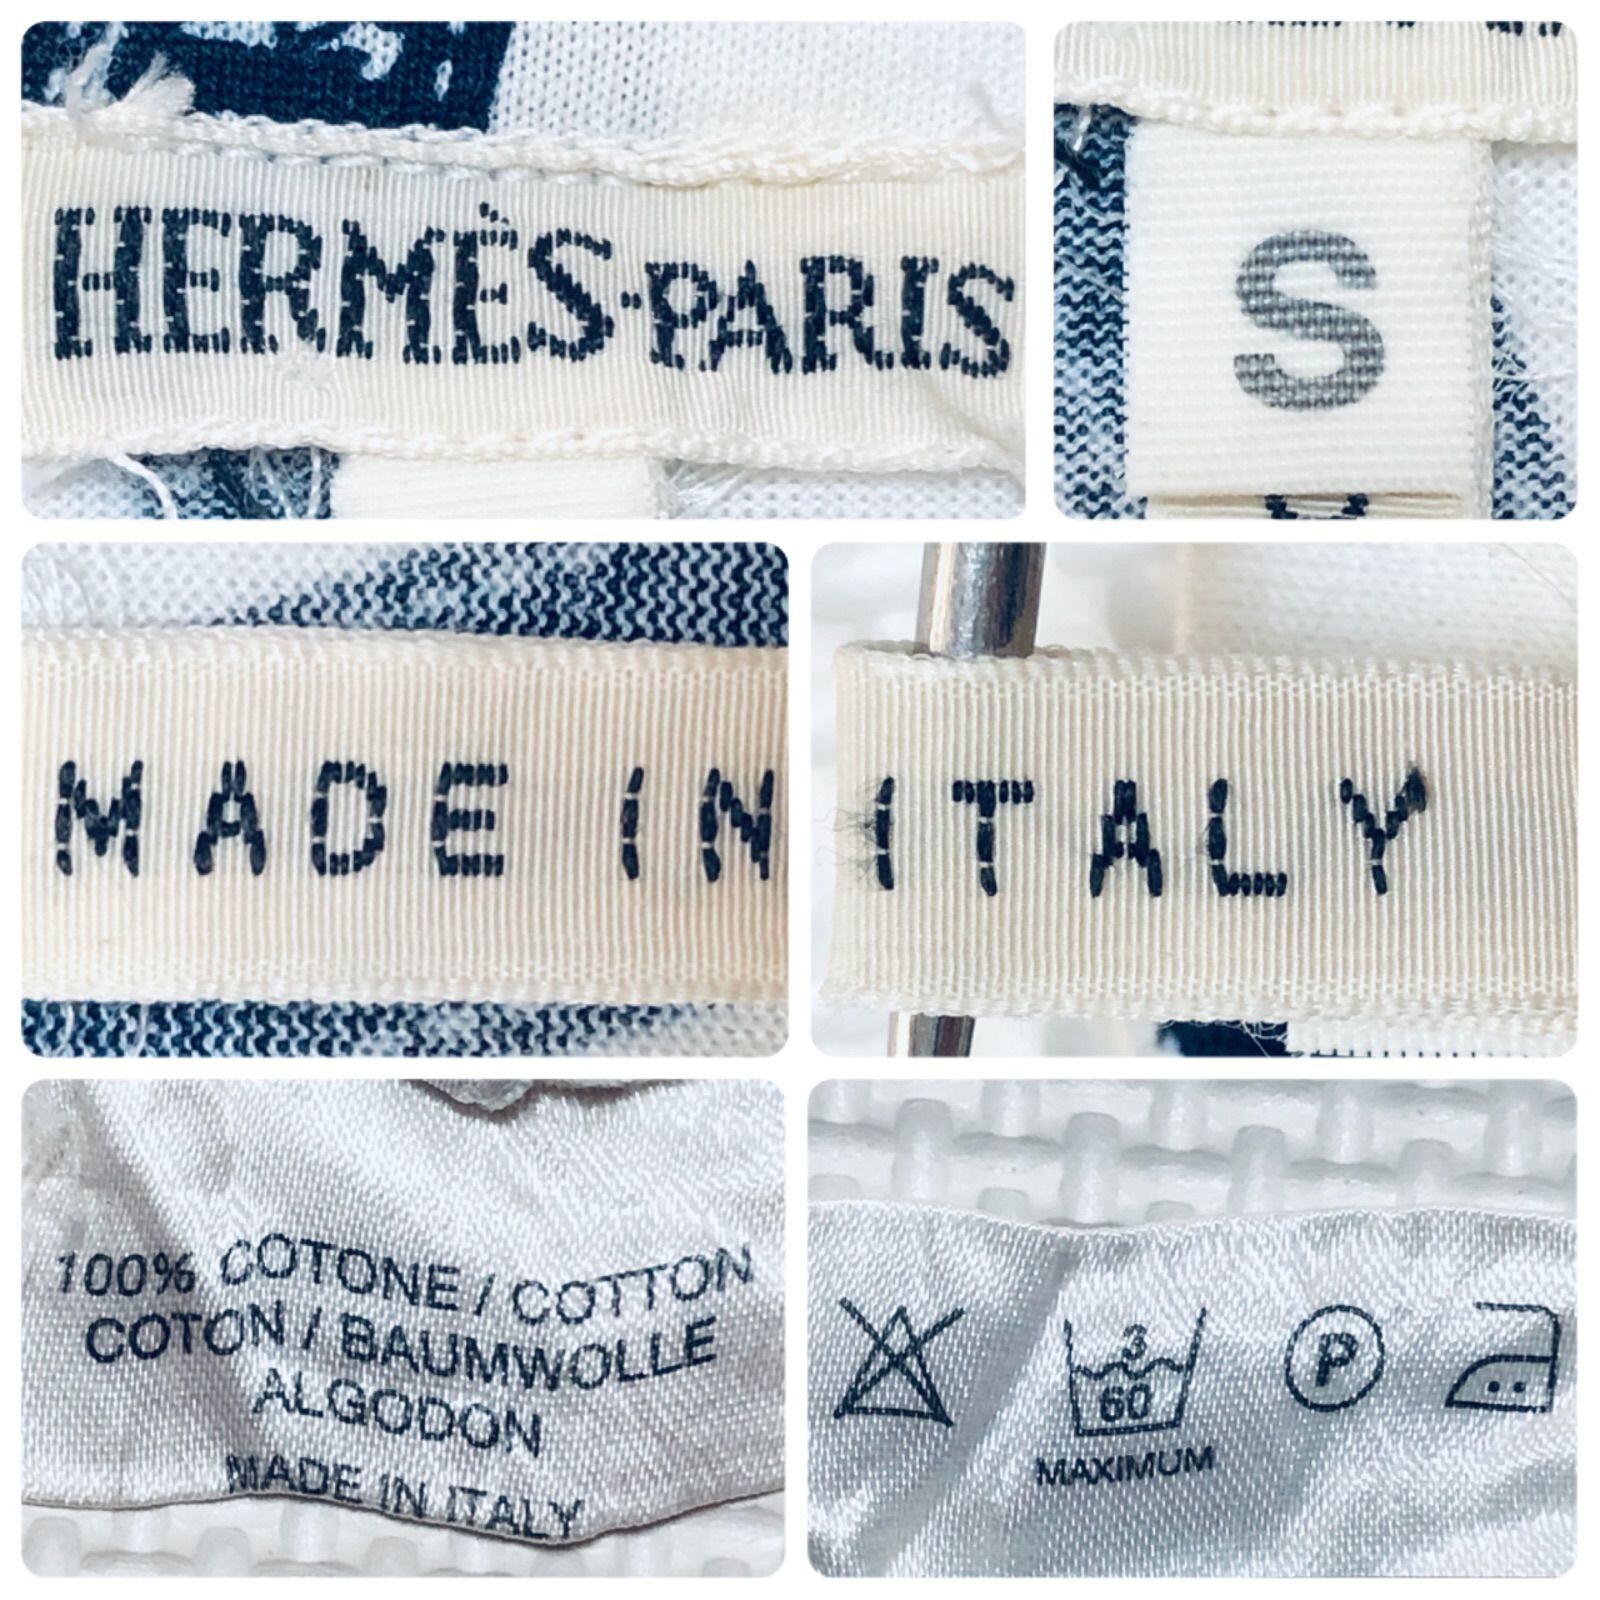 HERMÈS-PARIS
S
MADE IN
ITALY
100% COTONE / COTTON
COTON / BAUMWOLLE
ALGODON
MADE IN ITALY
3
60
P
MAXIMUM